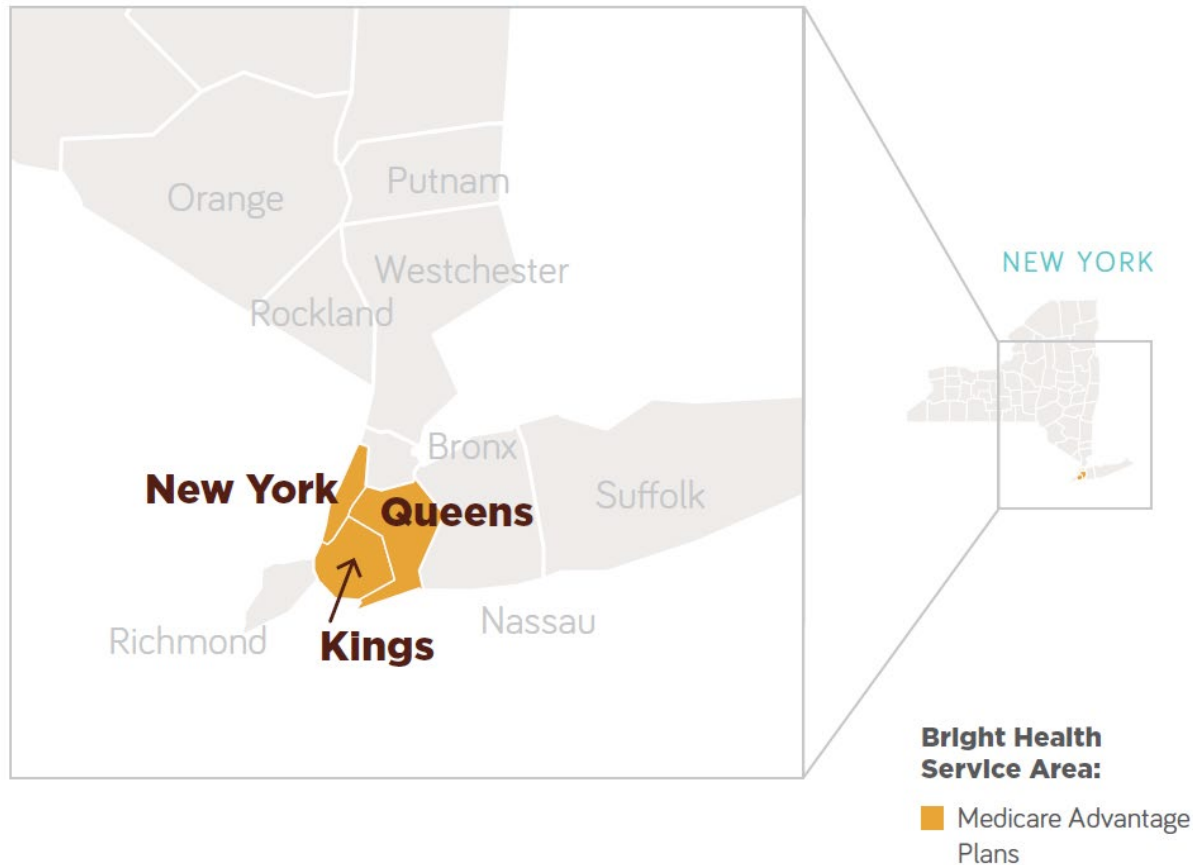 Orange
Putnam
Westchester
Rockland
NEW YORK
Bronx
New York
Queens
Suffolk
Richmond
Kings
Nassau
Bright Health
Service Area:
Medicare Advantage
Plans